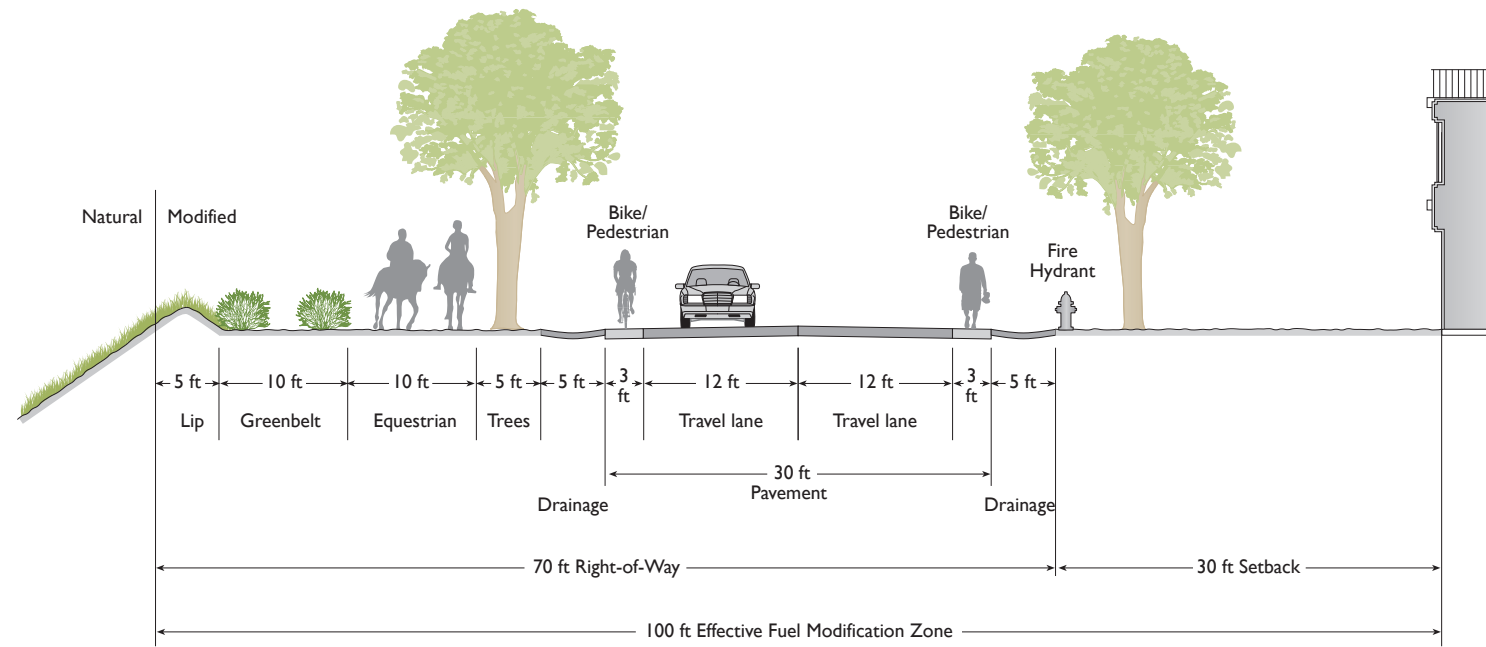 Natural
Modified
Bike/
Pedestrian
Bike/
Pedestrian
Fire
Hydrant
5 ft
10 ft
10 ft
5 ft
5 ft
3
ft
12 ft
12 ft
3
ft
5 ft
Lip
Greenbelt
Equestrian
Trees
Travel lane
Travel lane
30 ft
Pavement
Drainage
Drainage
70 ft Right-of-Way
30 ft Setback
100 ft Effective Fuel Modification Zone